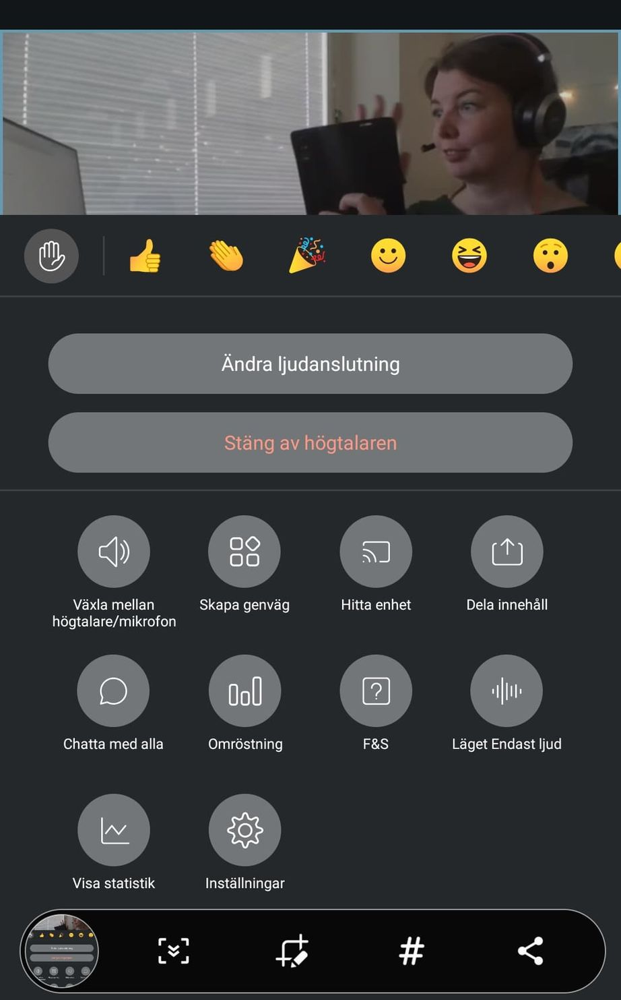 Ändra ljudanslutning
Stäng av högtalaren
Växla mellan
högtalare/mikrofon
Skapa genväg
Hitta enhet
Dela innehåll
Chatta med alla
Omröstning
F&S
Läget Endast ljud
Visa statistik
Inställningar